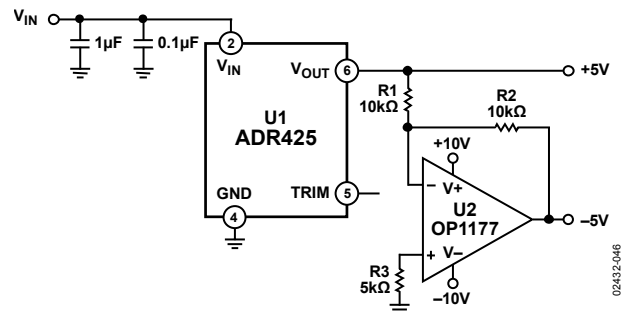 VIN
1µF
0.1µF
2
VIN
VOUT
6
U1
ADR425
GND
4
TRIM
5
+5V
R1
10kΩ
R2
10kΩ
+10V
–
V+
U2
OP1177
+
V–
–10V
R3
5kΩ
–5V
02432-046